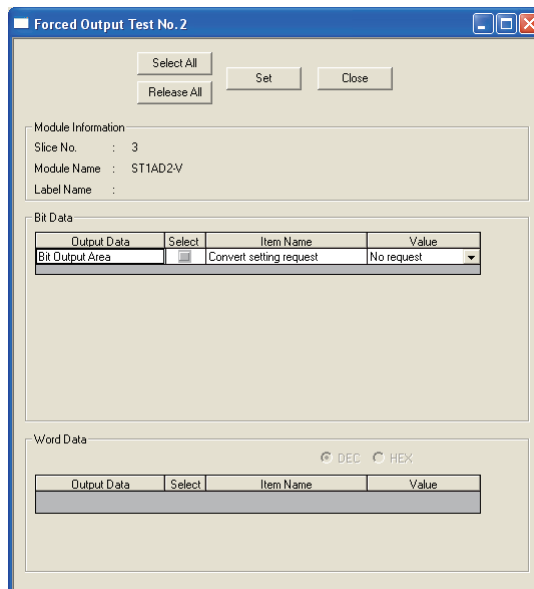 Forced Output Test No.2
Select All
Release All
Set
Close
Module Information
Slice No. : 3
Module Name : ST1AD2-V
Label Name :
Bit Data
Output Data Select Item Name Value
Bit Output Area Convert setting request No request
Word Data
DEC HEX
Output Data Select Item Name Value